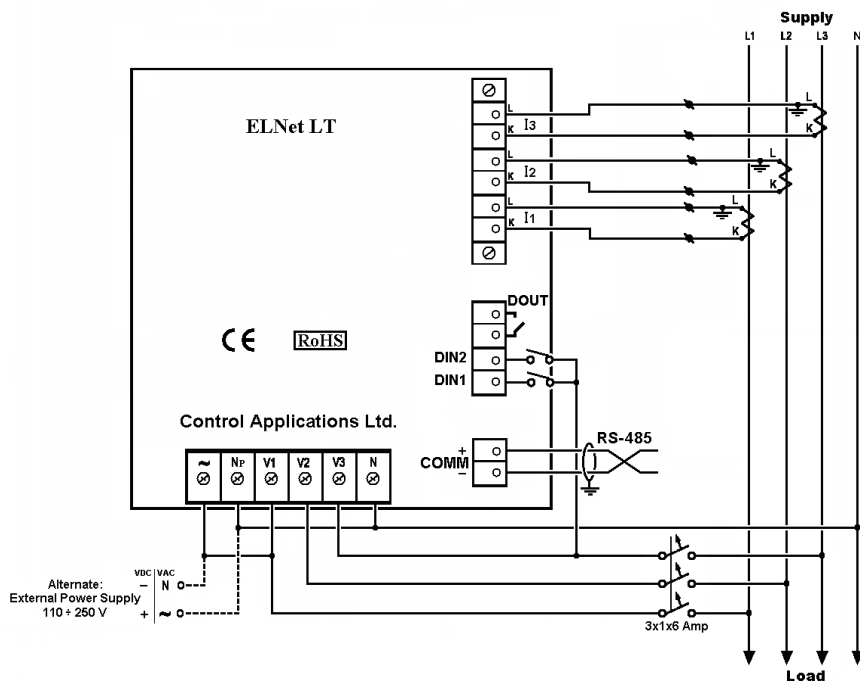 Supply
L1 L2 L3 N
ELNet LT
L
K I3
L
K I2
L
K I1
L
K
L
K
L
K
DOUT
DIN2
DIN1
CE RoHS
Control Applications Ltd.
~ NP V1 V2 V3 N
+
COMM
−
RS-485
VDC VAC
Alternate: − N
External Power Supply
110 ÷ 250 V + ~
3x1x6 Amp
Load